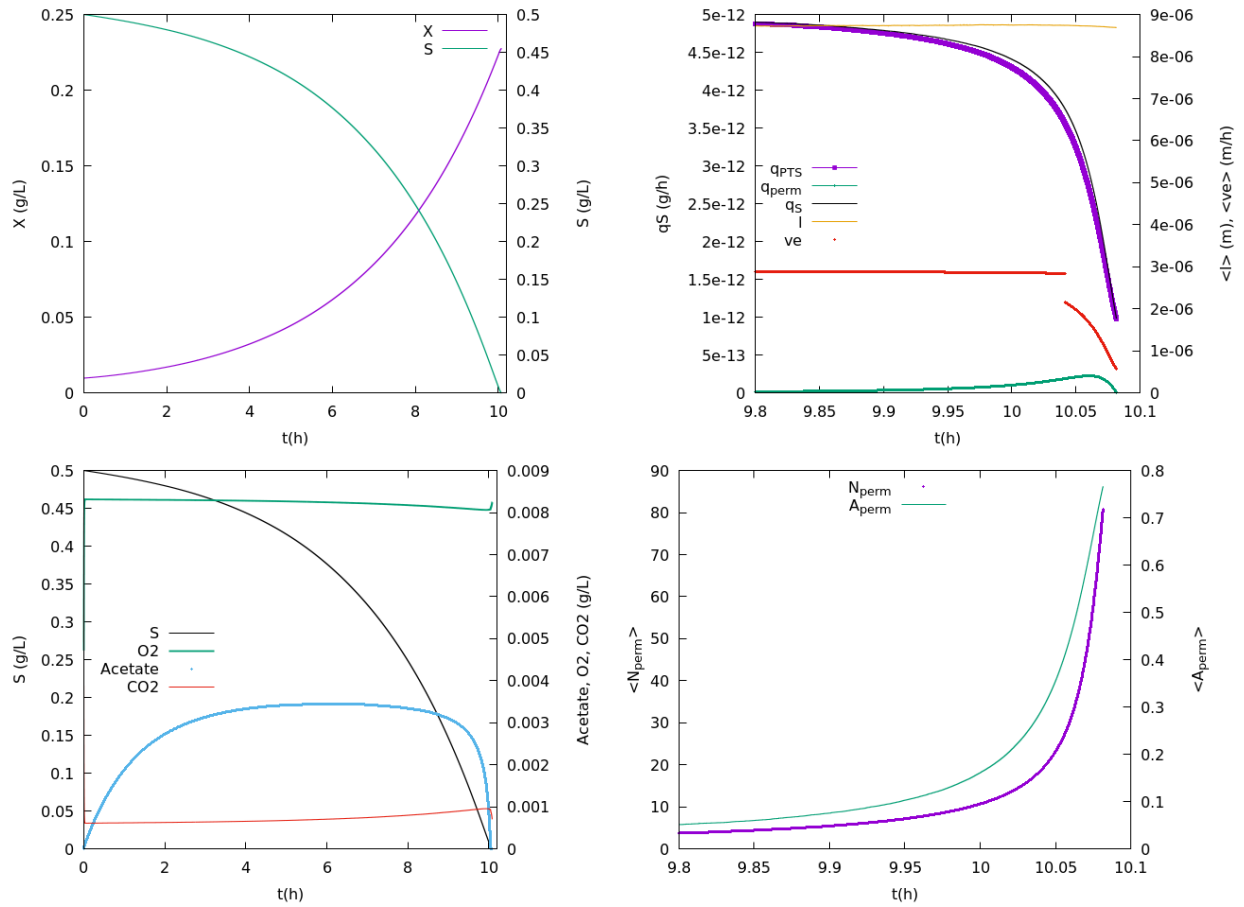 X (g/L)
0.25
0.2
0.15
0.1
0.05
0
X
S
0.5
0.45
0.4
0.35
0.3
0.25
0.2
0.15
0.1
0.05
0
S (g/L)
0 2 4 6 8 10
t(h)
qS (g/h)
5e-12
4.5e-12
4e-12
3.5e-12
3e-12
2.5e-12
2e-12
1.5e-12
1e-12
5e-13
0
q_PTS
q_perm
q_S
l
ve
9e-06
8e-06
7e-06
6e-06
5e-06
4e-06
3e-06
2e-06
1e-06
0
<l> (m), <ve> (m/h)
9.8 9.85 9.9 9.95 10 10.05 10.1
t(h)
S (g/L)
0.5
0.45
0.4
0.35
0.3
0.25
0.2
0.15
0.1
0.05
0
S
O2
Acetate
CO2
0.009
0.008
0.007
0.006
0.005
0.004
0.003
0.002
0.001
0
Acetate, O2, CO2 (g/L)
0 2 4 6 8 10
t(h)
<N_perm>
90
80
70
60
50
40
30
20
10
0
N_perm
A_perm
0.8
0.7
0.6
0.5
0.4
0.3
0.2
0.1
0
<A_perm>
9.8 9.85 9.9 9.95 10 10.05 10.1
t(h)